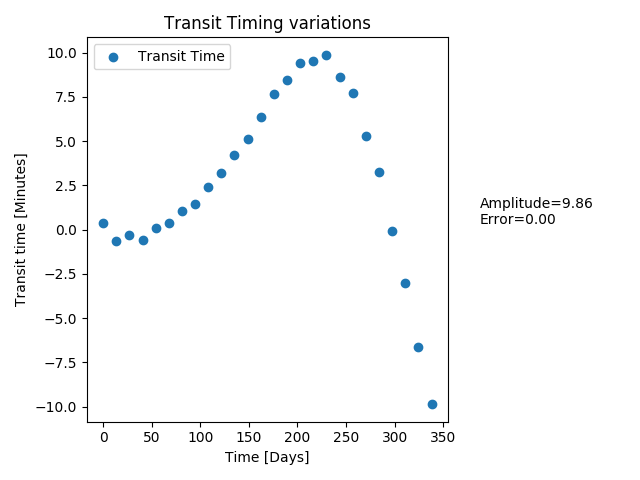 Transit Timing variations
Transit Time
10.0
7.5
5.0
2.5
0.0
−2.5
−5.0
−7.5
−10.0
Transit time [Minutes]
0 50 100 150 200 250 300 350
Time [Days]
Amplitude=9.86
Error=0.00